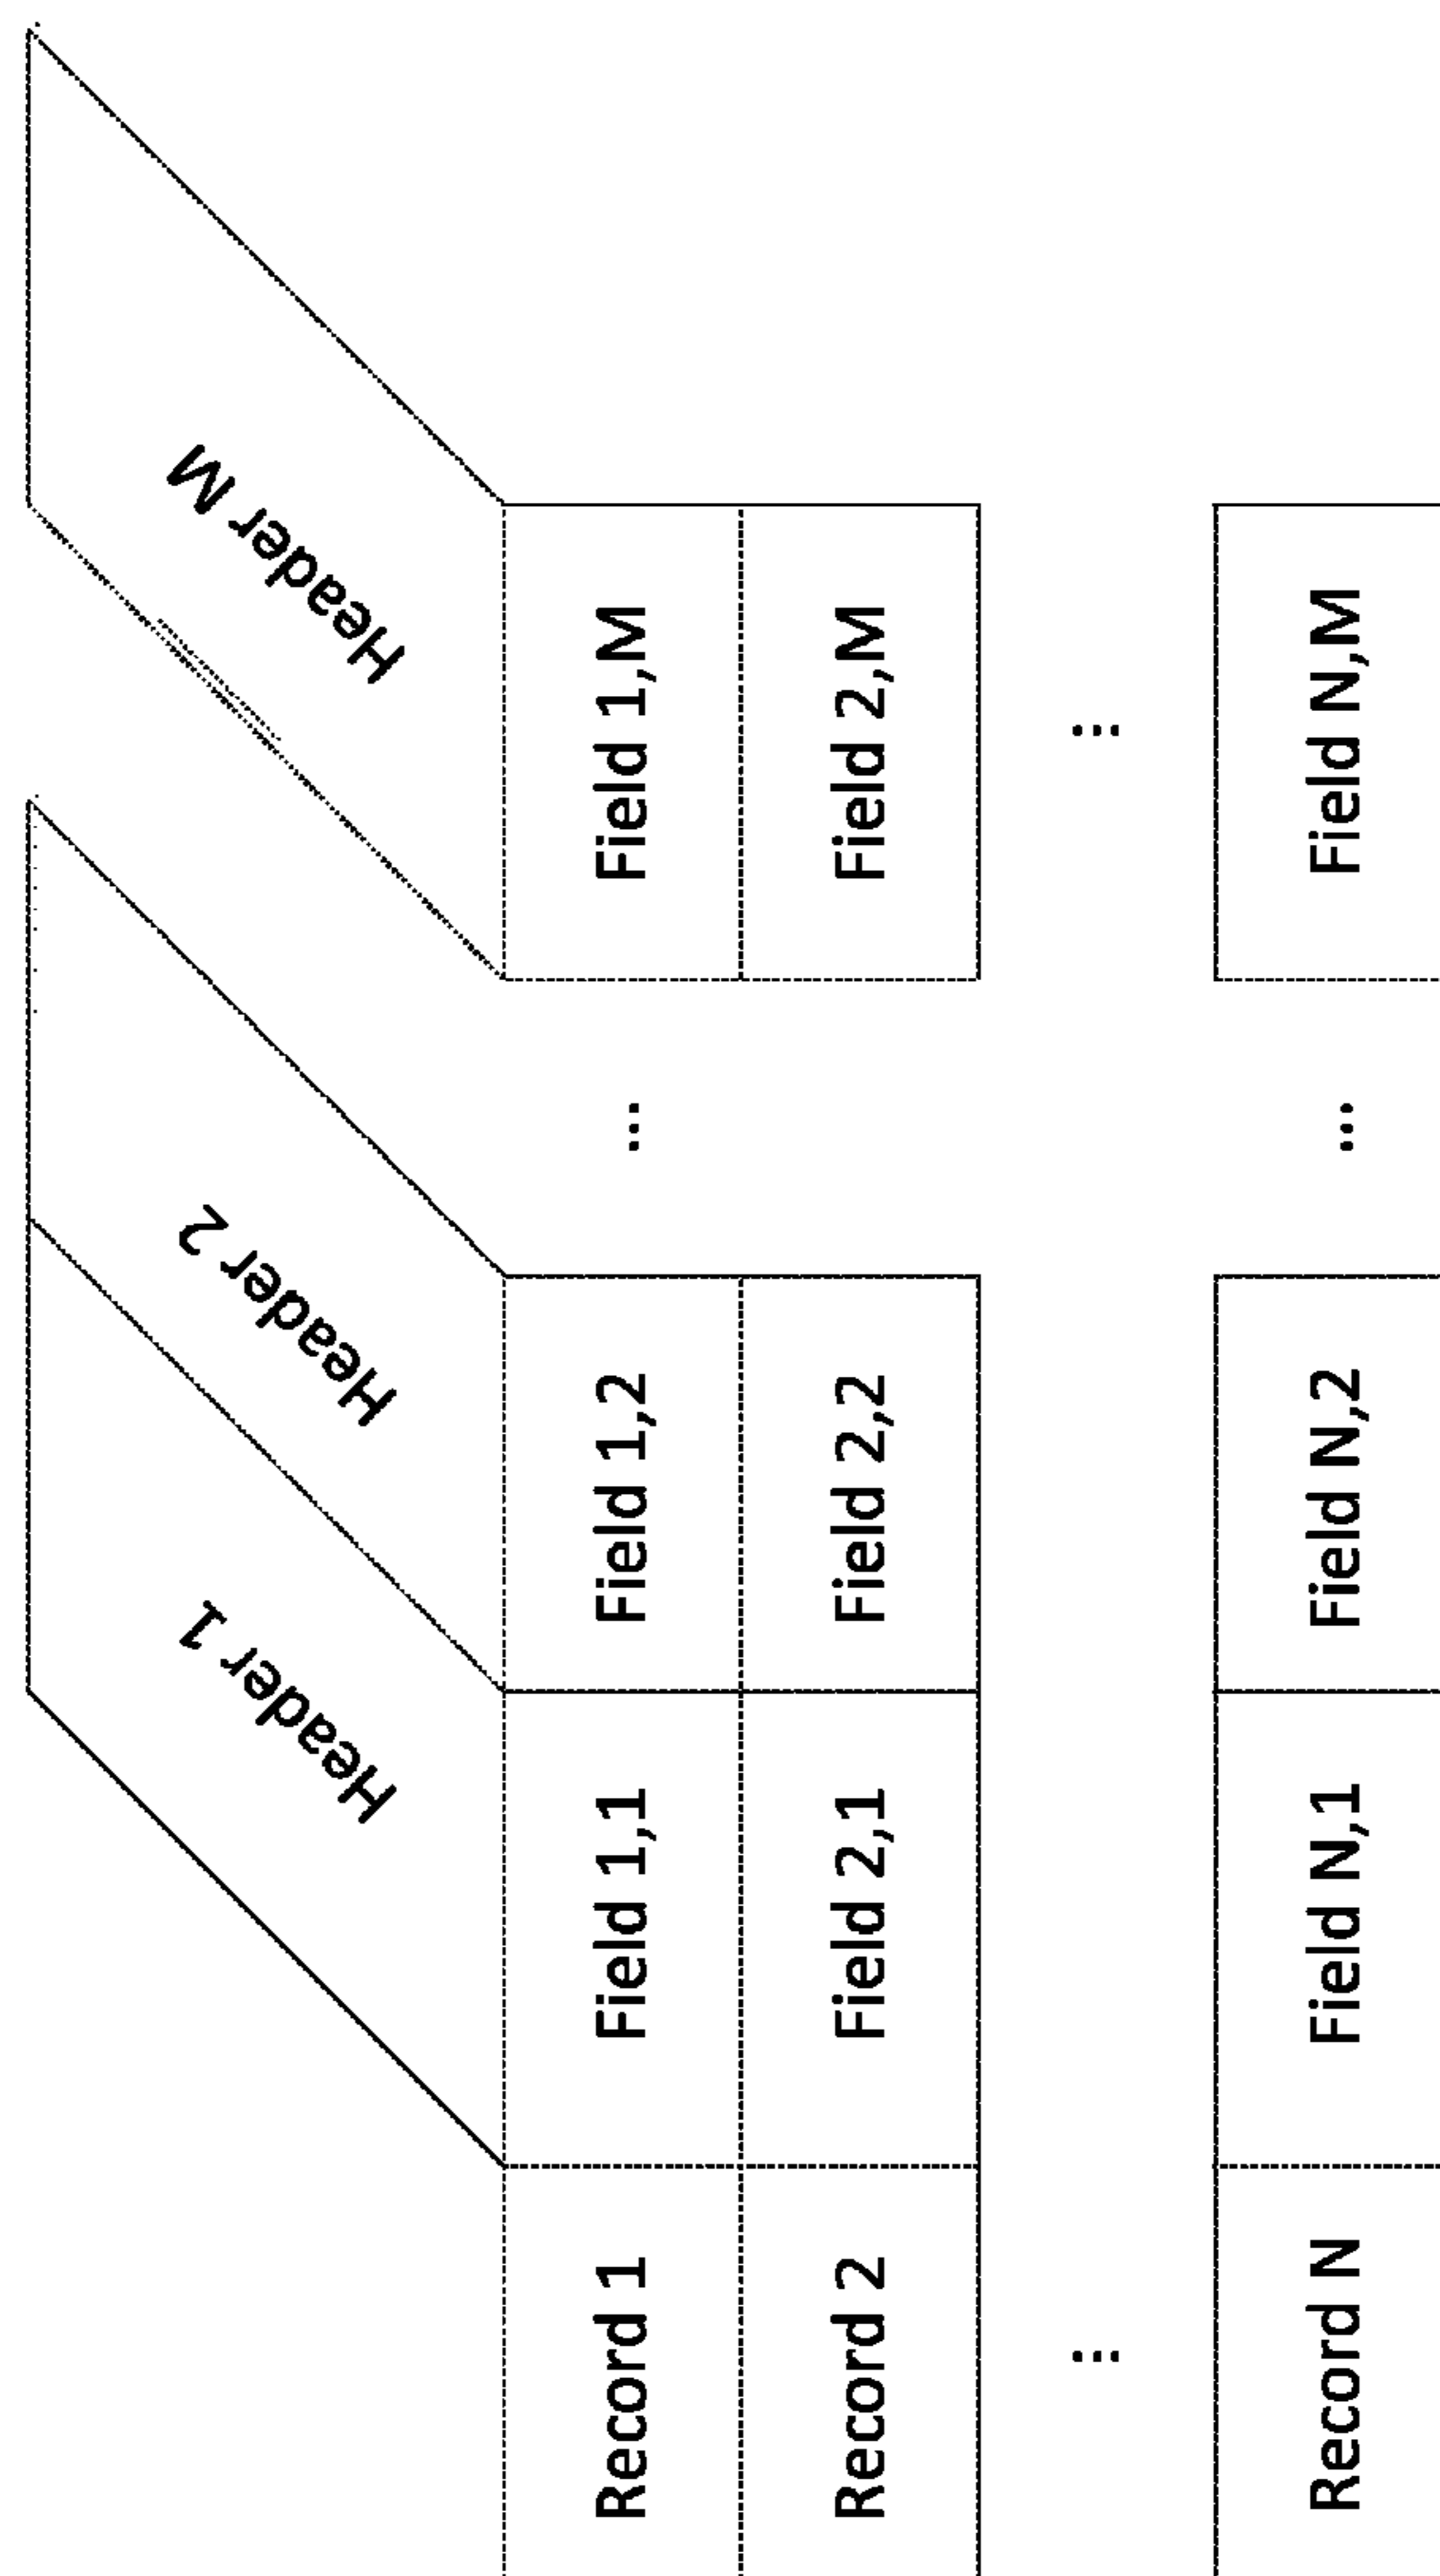 Header 1 Header 2 Header M
Record 1 Field 1,1 Field 1,2 ... Field 1,M
Record 2 Field 2,1 Field 2,2 Field 2,M
... ...
Record N Field N,1 Field N,2 ... Field N,M